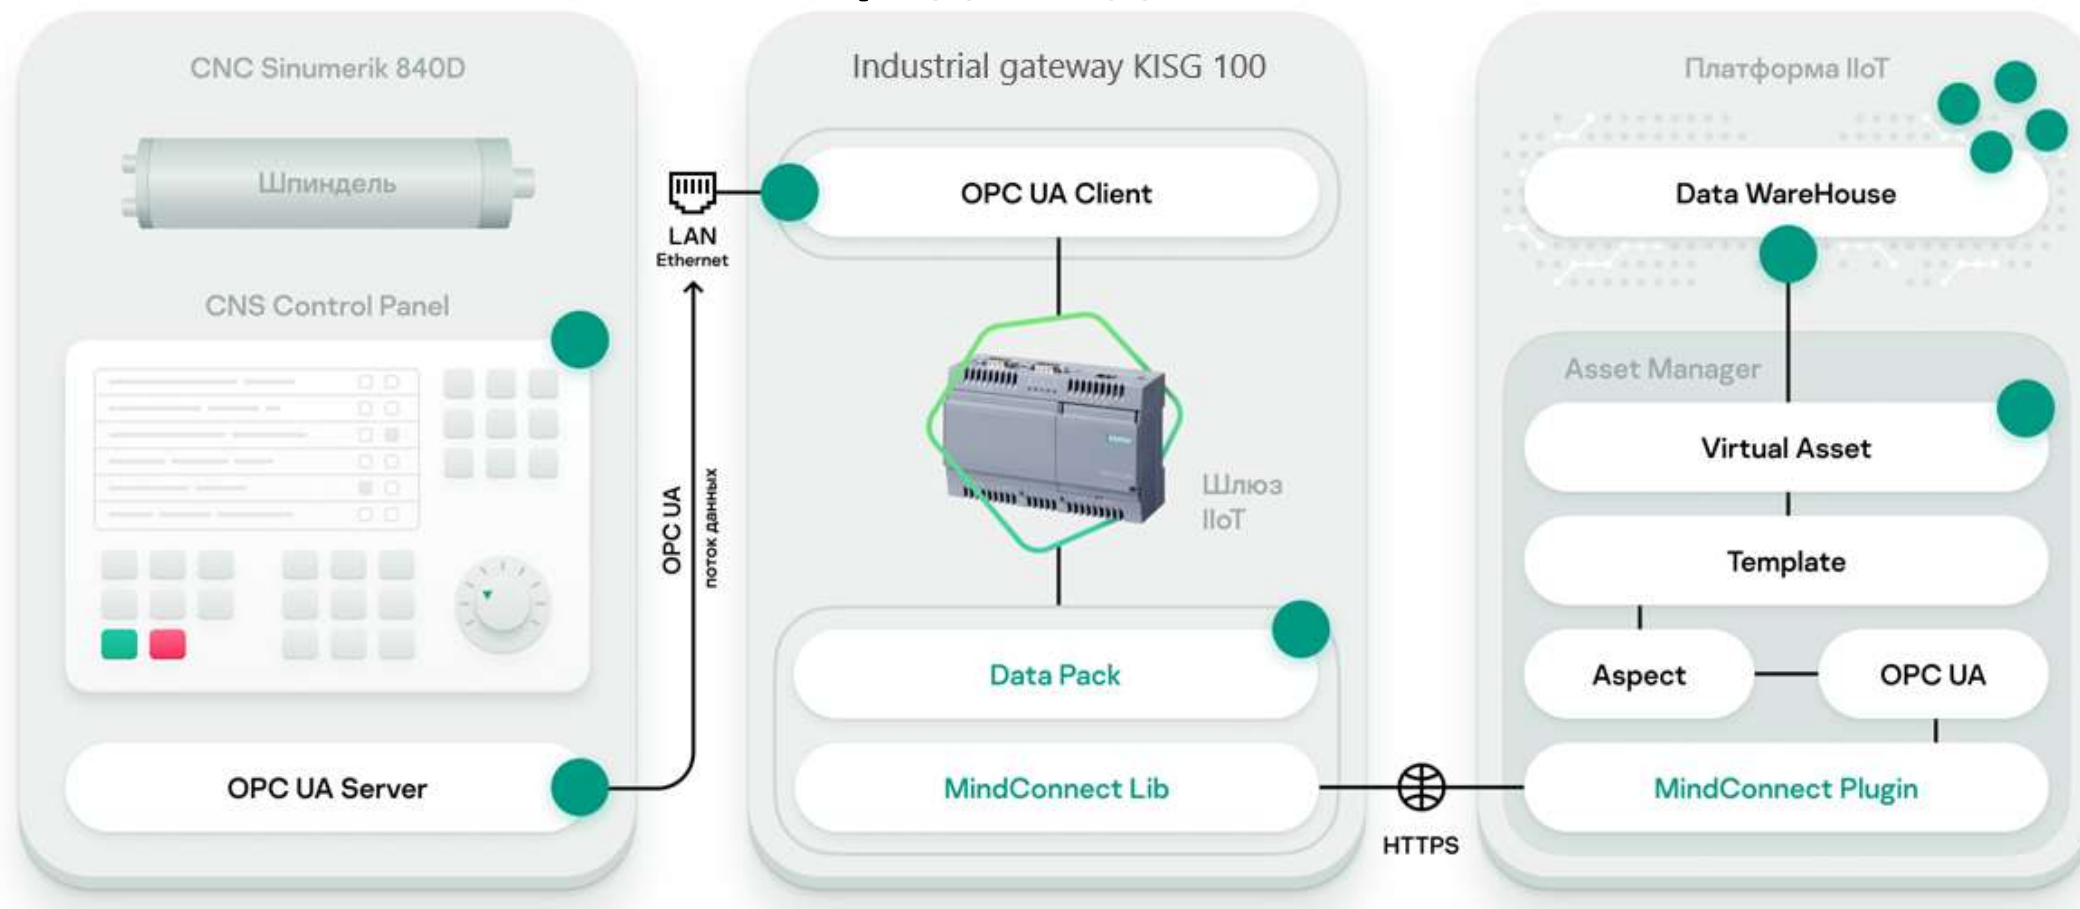 CNC Sinumerik 840D
Шпиндель
CNS Control Panel
OPC UA Server
LAN
Ethernet
OPC UA
поток данных
Industrial gateway KISG 100
OPC UA Client
Шлюз
IIoT
Data Pack
MindConnect Lib
HTTPS
Платформа IIoT
Data WareHouse
Asset Manager
Virtual Asset
Template
Aspect
OPC UA
MindConnect Plugin